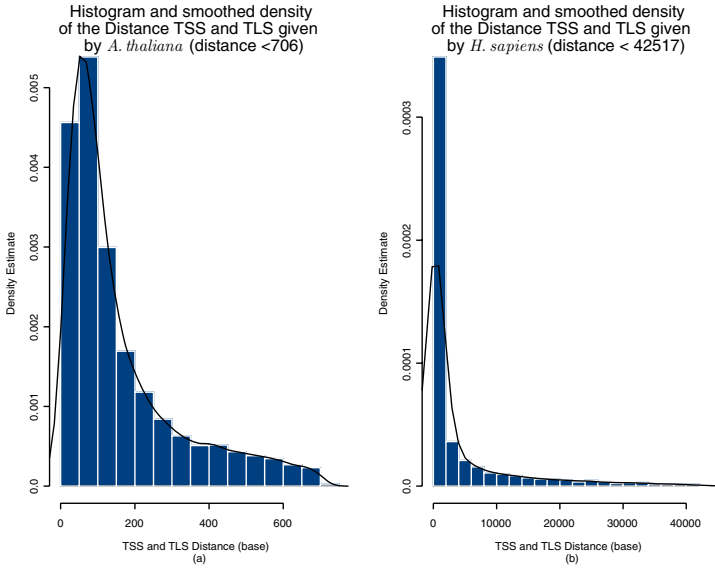 Histogram and smoothed density
of the Distance TSS and TLS given
by A. thaliana (distance <706)
Density Estimate
0.005
0.004
0.003
0.002
0.001
0.0
0 200 400 600
TSS and TLS Distance (base)
(a)
Histogram and smoothed density
of the Distance TSS and TLS given
by H. sapiens (distance < 42517)
Density Estimate
0.0003
0.0002
0.0001
0.0
0 10000 20000 30000 40000
TSS and TLS Distance (base)
(b)